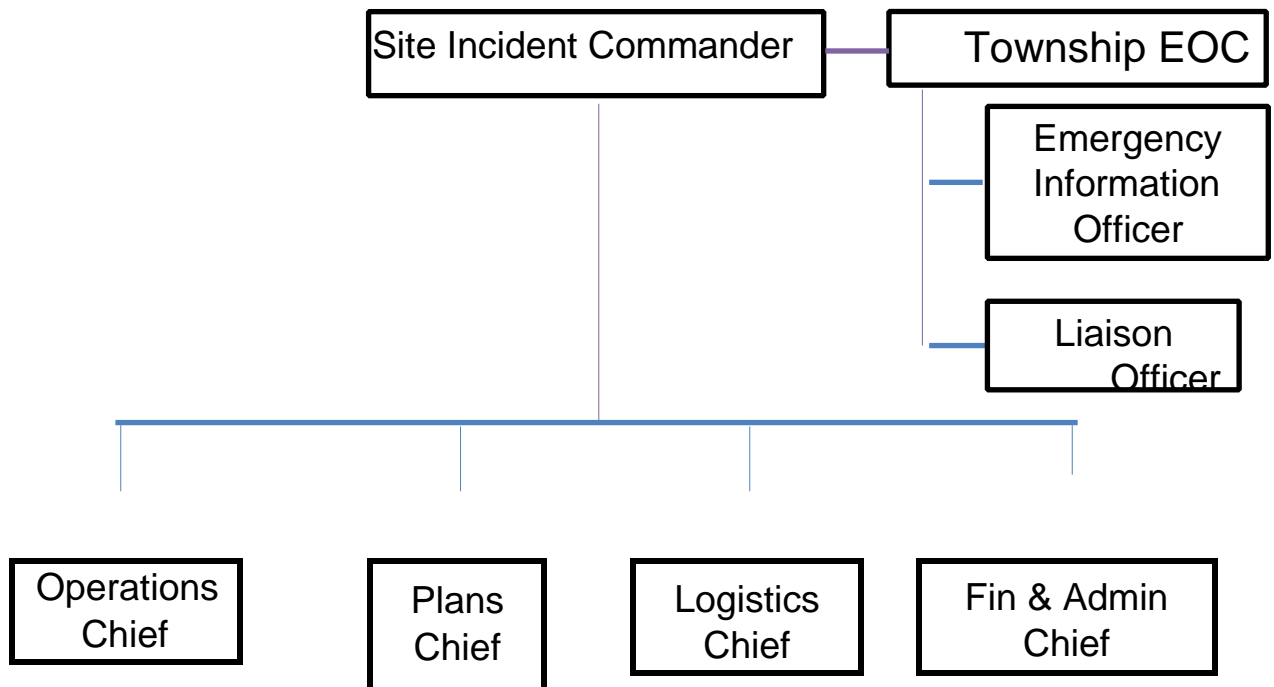 Site Incident Commander
Township EOC
Emergency
Information
Officer
Liaison
Officer
Operations
Chief
Plans
Chief
Logistics
Chief
Fin & Admin
Chief